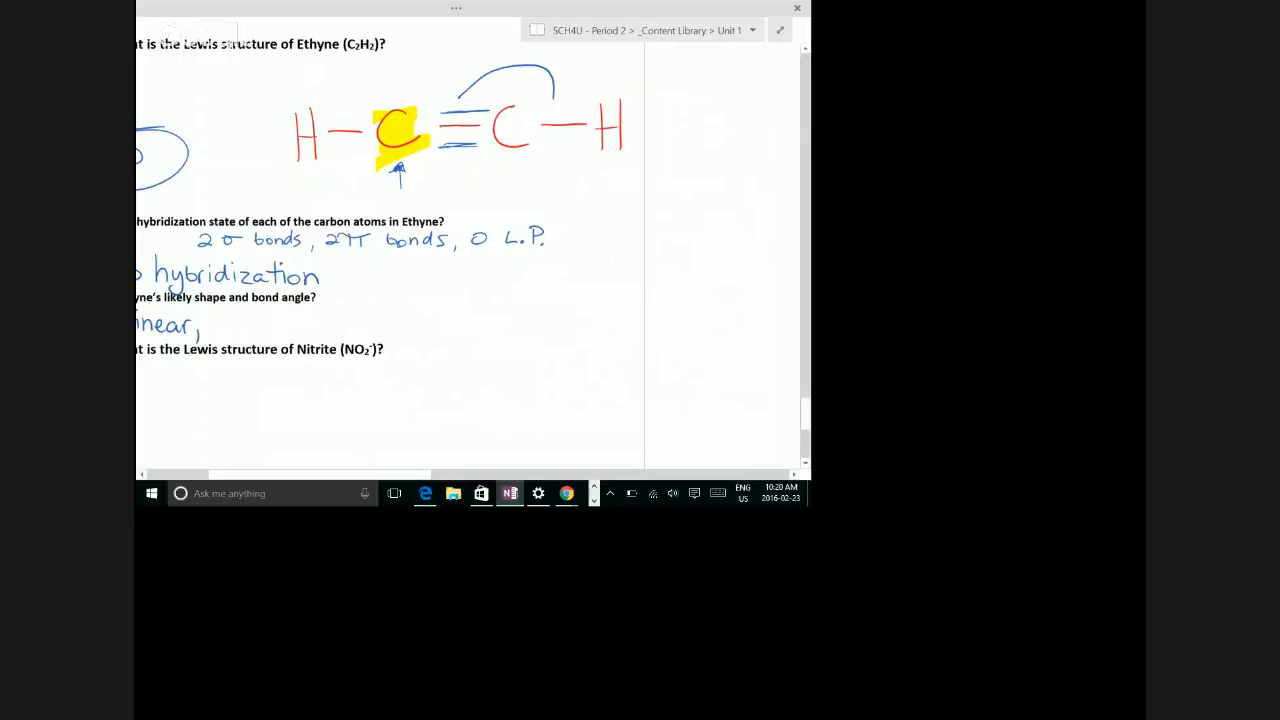 SCH4U - Period 2 > _Content Library > Unit 1
t is the Lewis structure of Ethyne (C₂H₂)?
H — C ≡ C — H
hybridization state of each of the carbon atoms in Ethyne?
2 σ bonds, 2π bonds, 0 L.P.
hybridization
yne's likely shape and bond angle?
inear,
t is the Lewis structure of Nitrite (NO₂⁻)?
Ask me anything
ENG
US
10:20 AM
2016-02-23